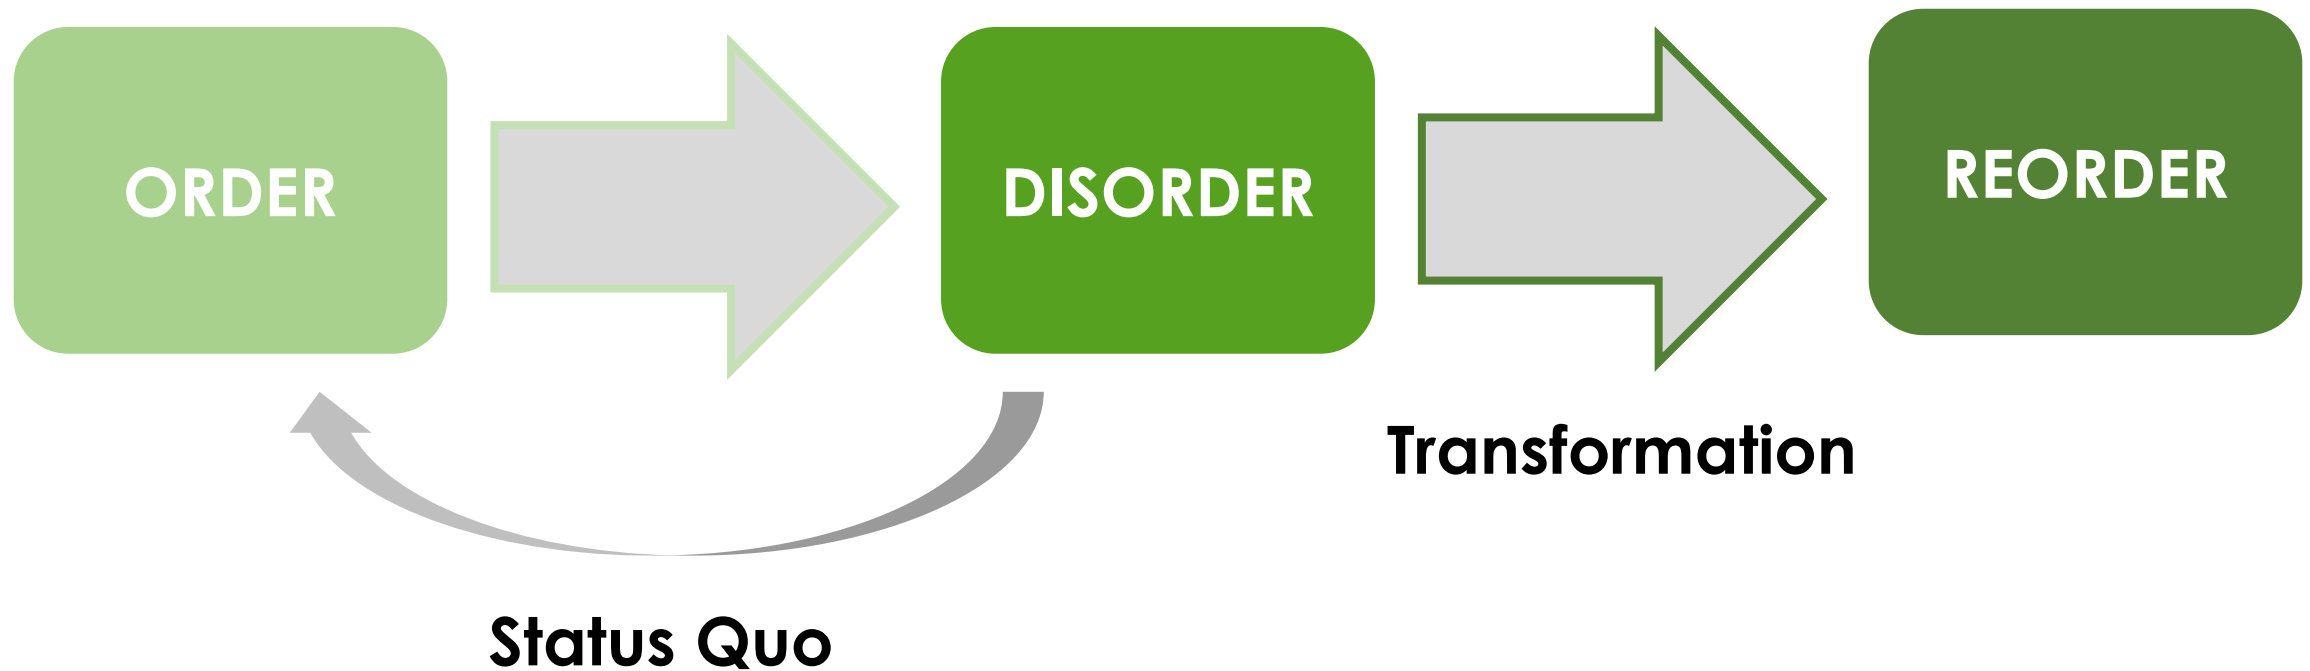 ORDER
DISORDER
REORDER
Transformation
Status Quo